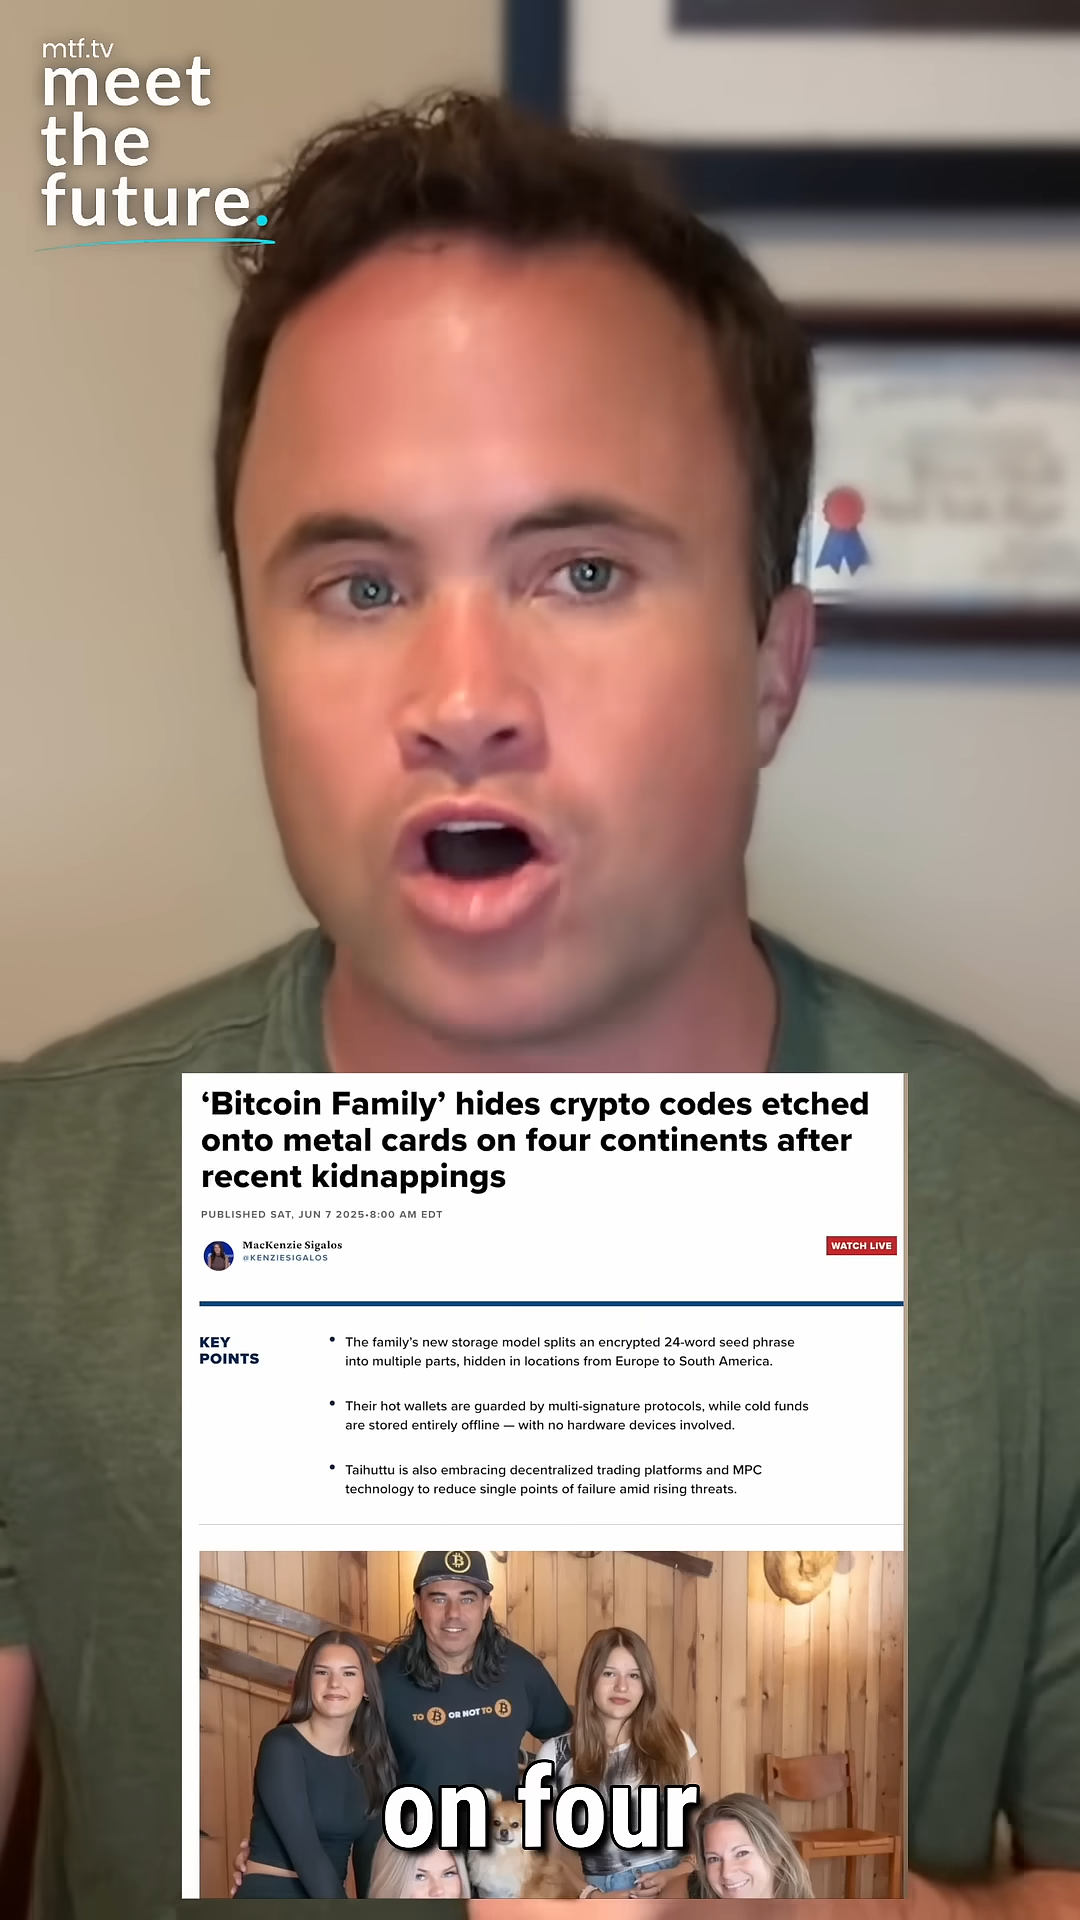 mtf.tv
meet
the
future.
‘Bitcoin Family’ hides crypto codes etched
onto metal cards on four continents after
recent kidnappings
PUBLISHED SAT, JUN 7 2025•8:00 AM EDT
MacKenzie Sigalos
@KENZIESIGALOS
WATCH LIVE
KEY
POINTS
• The family’s new storage model splits an encrypted 24-word seed phrase
into multiple parts, hidden in locations from Europe to South America.
• Their hot wallets are guarded by multi-signature protocols, while cold funds
are stored entirely offline — with no hardware devices involved.
• Taihuttu is also embracing decentralized trading platforms and MPC
technology to reduce single points of failure amid rising threats.
TO B OR NOT TO B
on four